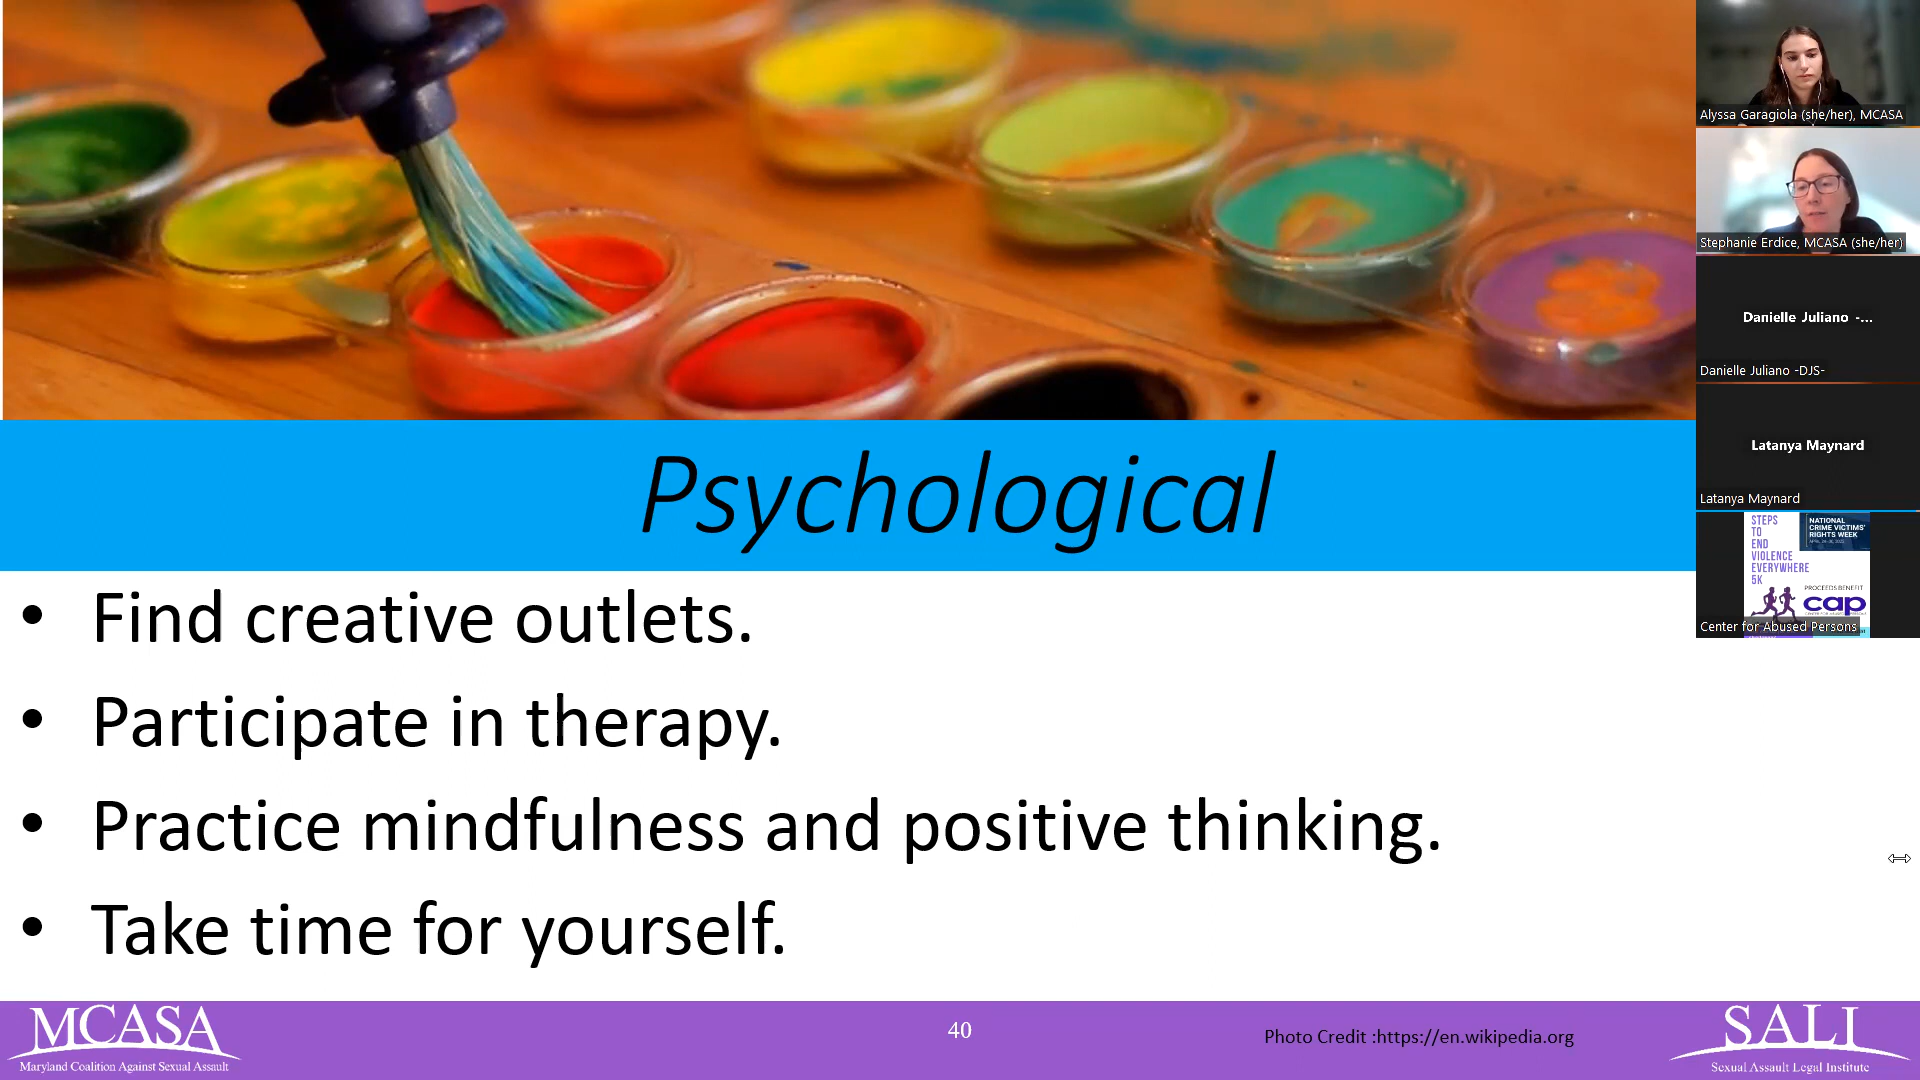 Psychological
• Find creative outlets.
• Participate in therapy.
• Practice mindfulness and positive thinking.
• Take time for yourself.
MCASA
Maryland Coalition Against Sexual Assault
40
Photo Credit :https://en.wikipedia.org
SALI
Sexual Assault Legal Institute
Alyssa Garagiola (she/her), MCASA
Stephanie Erdice, MCASA (she/her)
Danielle Juliano -...
Danielle Juliano -DJS-
Latanya Maynard
Latanya Maynard
STEPS
TO
END
VIOLENCE
EVERYWHERE
5K
NATIONAL
CRIME VICTIMS'
RIGHTS WEEK
PROCEEDS BENEFIT
cap
Center for Abused Persons